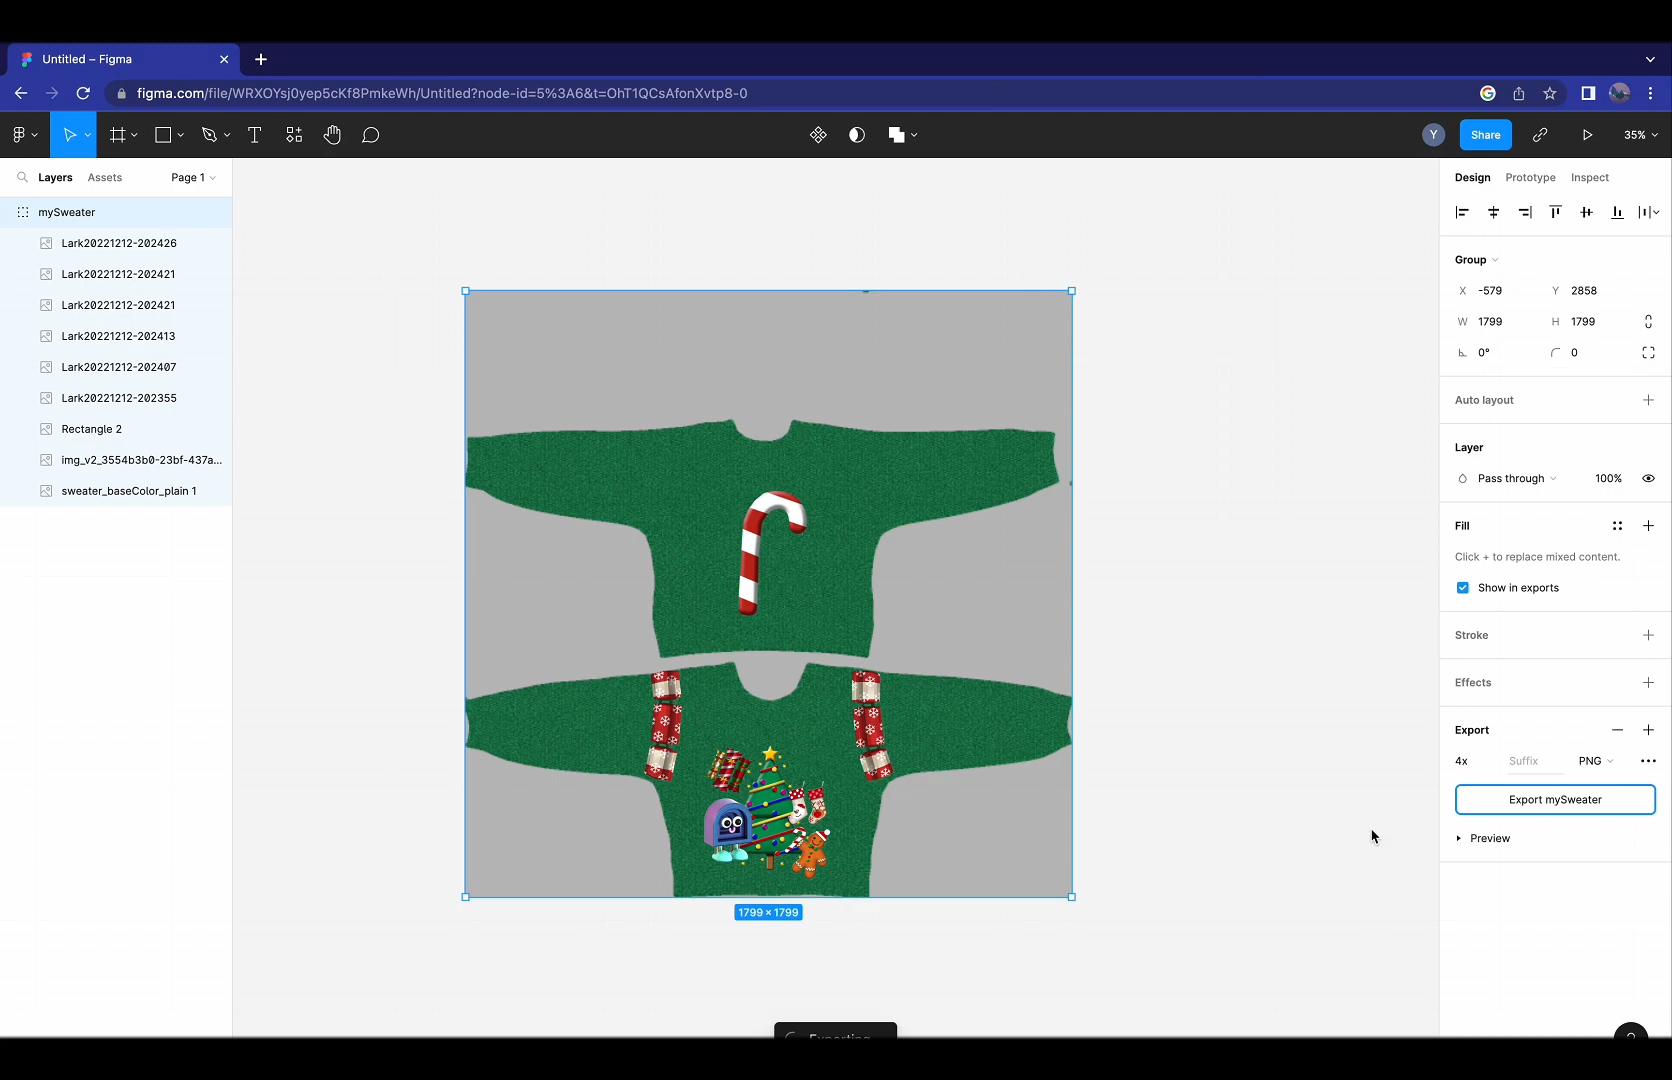 Untitled – Figma
figma.com/file/WRXOYsj0yep5cKf8PmkeWh/Untitled?node-id=5%3A6&t=OhT1QCsAfonXvtp8-0
Y
Share
35%
Layers
Assets
Page 1
mySweater
Lark20221212-202426
Lark20221212-202421
Lark20221212-202421
Lark20221212-202413
Lark20221212-202407
Lark20221212-202355
Rectangle 2
img_v2_3554b3b0-23bf-437a...
sweater_baseColor_plain 1
1799 × 1799
Exporting
Design
Prototype
Inspect
Group
X -579 Y 2858
W 1799 H 1799
0° 0
Auto layout
Layer
Pass through 100%
Fill
Click + to replace mixed content.
Show in exports
Stroke
Effects
Export
4x Suffix PNG
Export mySweater
Preview
?